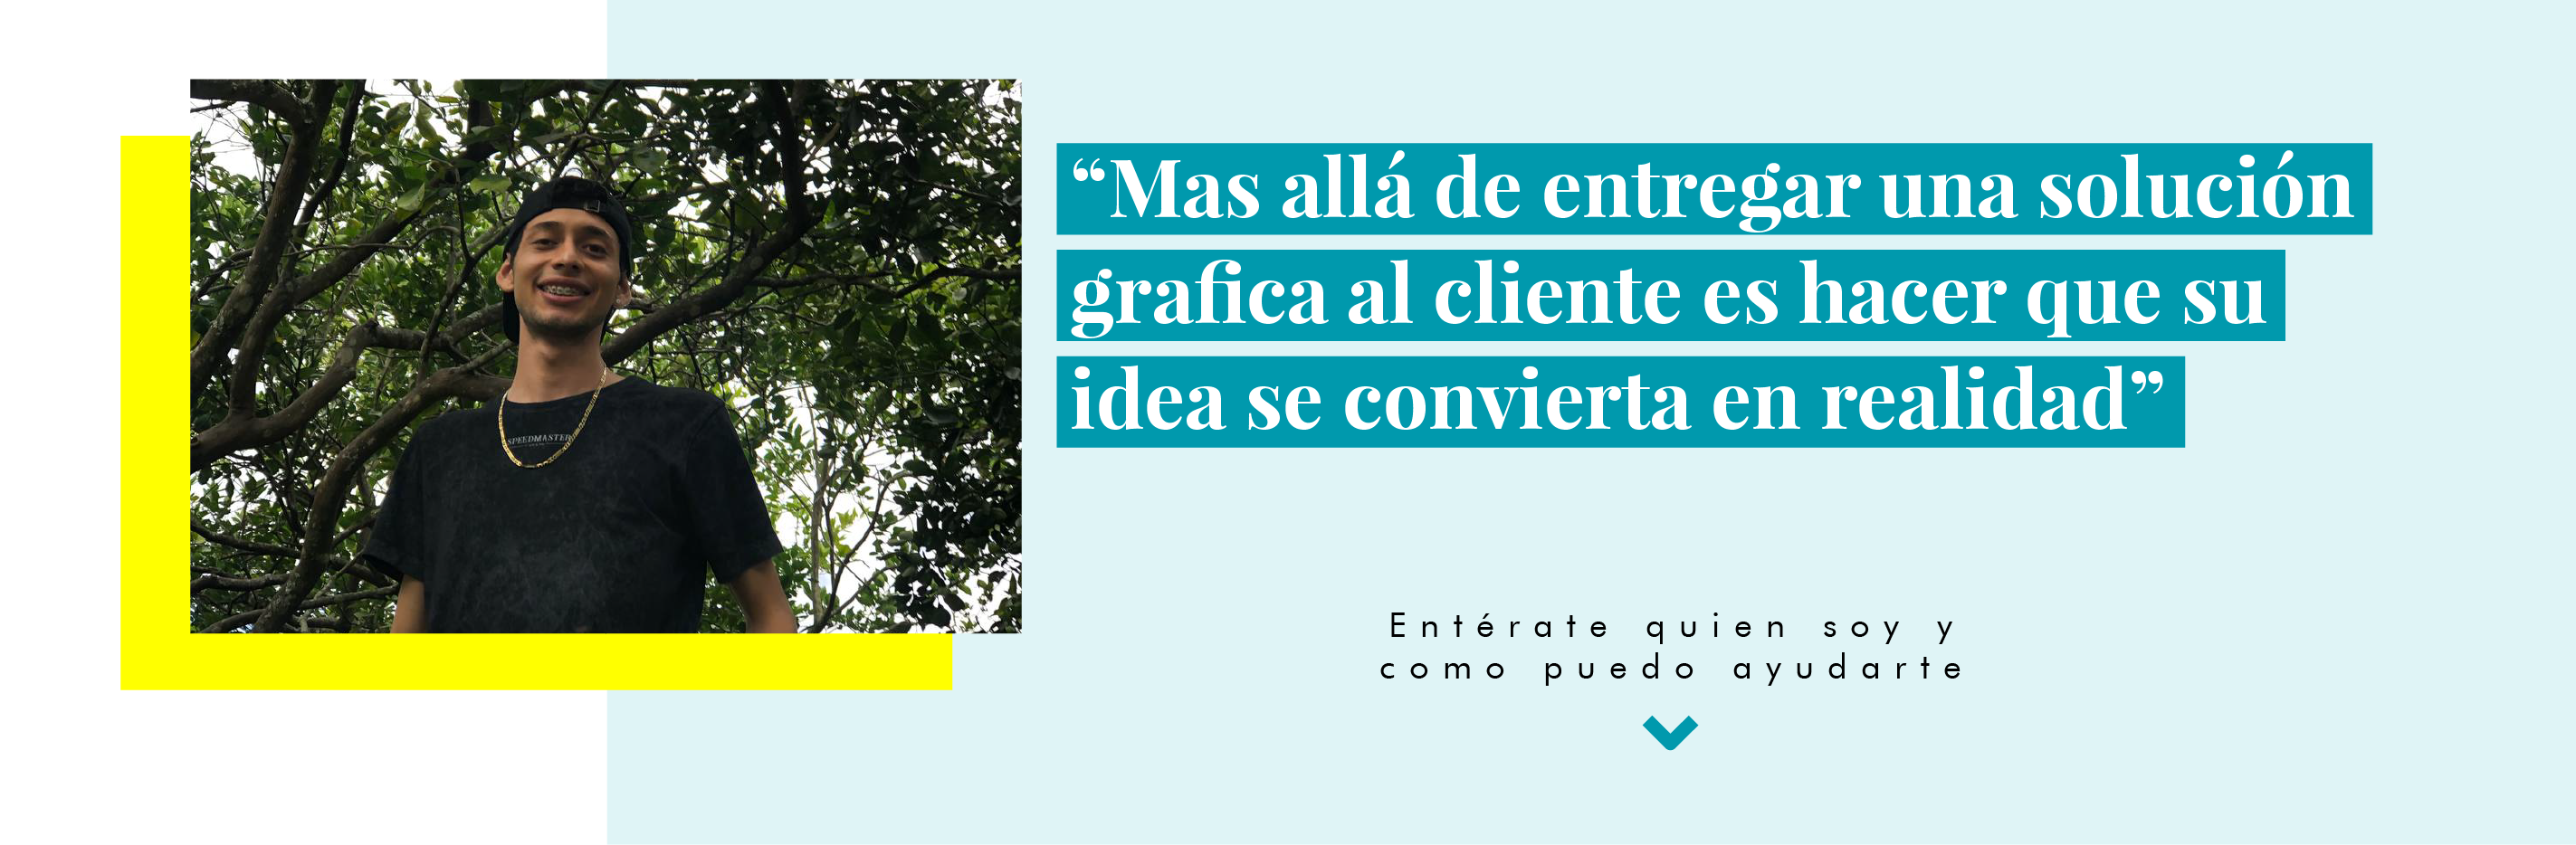 SPEEDMASTER
“Mas allá de entregar una solución
grafica al cliente es hacer que su
idea se convierta en realidad”
Entérate quien soy y
como puedo ayudarte